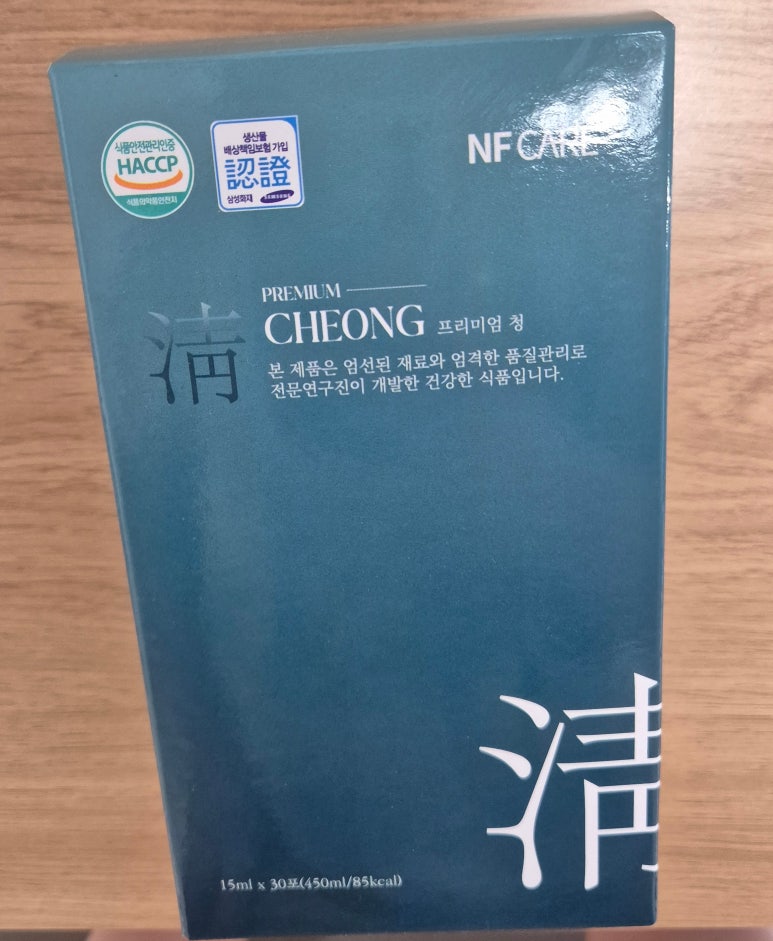 식품안전관리인증
HACCP
식품의약품안전처
생산물
배상책임보험 가입
認證
삼성화재 SAMSUNG
NF CARE
PREMIUM
淸 CHEONG 프리미엄 청
본 제품은 엄선된 재료와 엄격한 품질관리로
전문연구진이 개발한 건강한 식품입니다.
淸
15ml x 30포(450ml/85kcal)